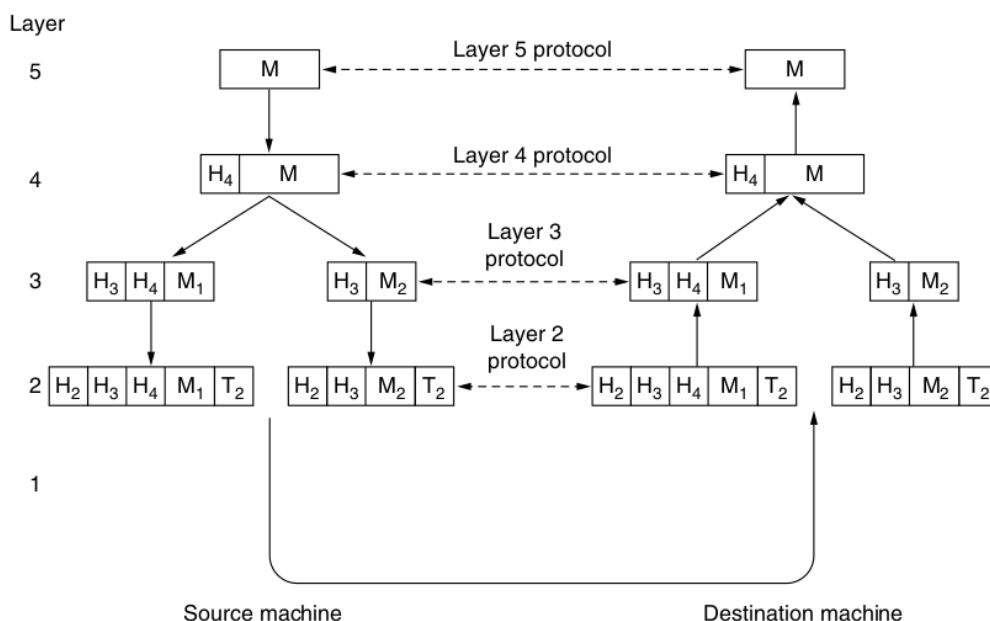 Layer
5
M
Layer 5 protocol
M
4
H₄ M
Layer 4 protocol
H₄ M
3
H₃ H₄ M₁
H₃ M₂
Layer 3
protocol
H₃ H₄ M₁
H₃ M₂
2
H₂ H₃ H₄ M₁ T₂
H₂ H₃ M₂ T₂
Layer 2
protocol
H₂ H₃ H₄ M₁ T₂
H₂ H₃ M₂ T₂
1
Source machine
Destination machine